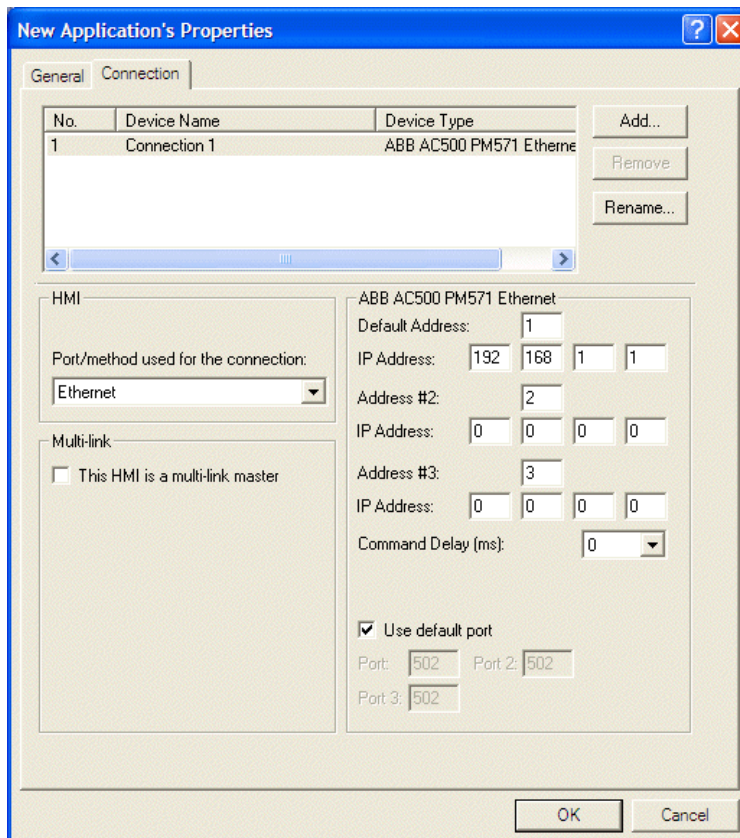 New Application's Properties
General Connection
No. Device Name Device Type
1 Connection 1 ABB AC500 PM571 Etherne
Add...
Remove
Rename...
HMI
Port/method used for the connection:
Ethernet
Multi-link
This HMI is a multi-link master
ABB AC500 PM571 Ethernet
Default Address: 1
IP Address: 192 168 1 1
Address #2: 2
IP Address: 0 0 0 0
Address #3: 3
IP Address: 0 0 0 0
Command Delay (ms): 0
Use default port
Port: 502 Port 2: 502
Port 3: 502
OK Cancel